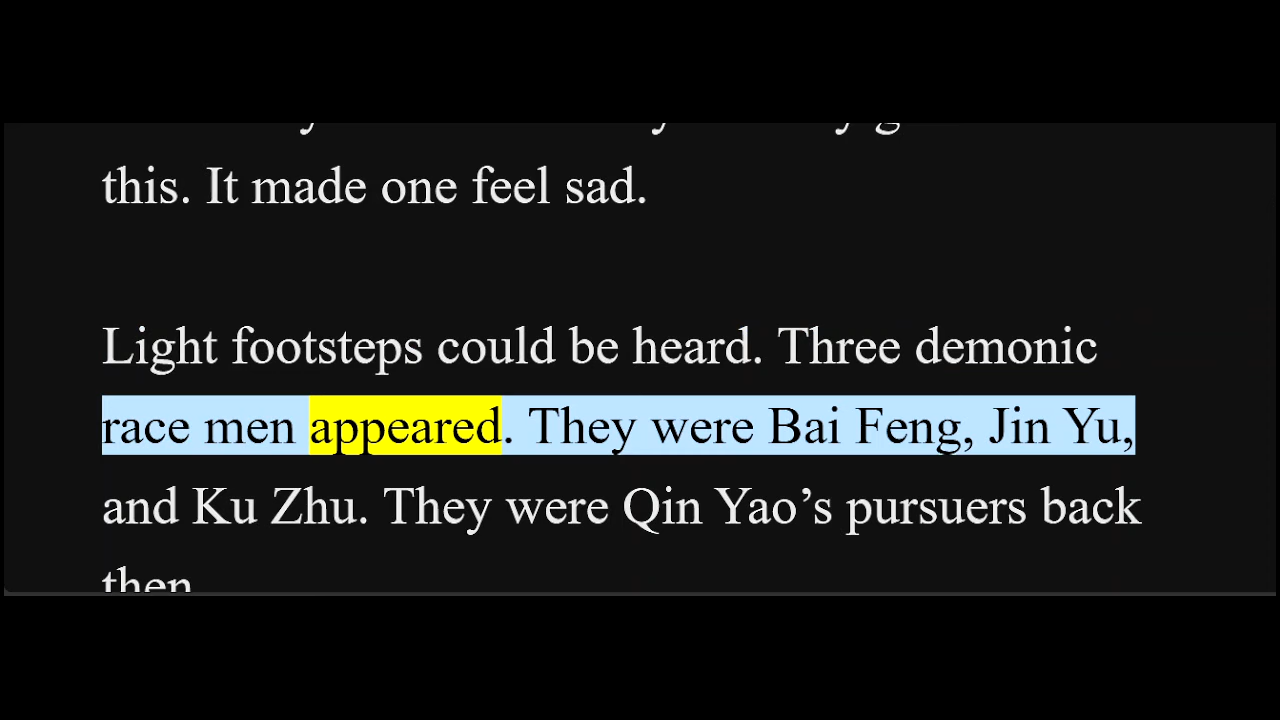 this. It made one feel sad.
Light footsteps could be heard. Three demonic
race men appeared. They were Bai Feng, Jin Yu,
and Ku Zhu. They were Qin Yao’s pursuers back
then